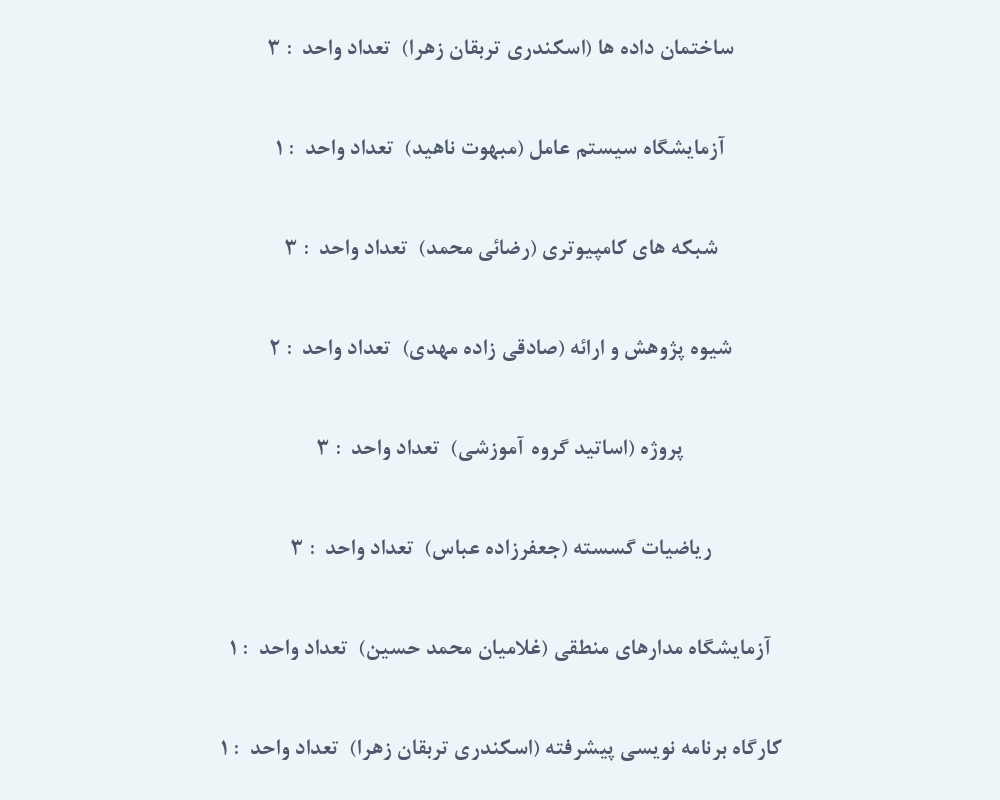 ساختمان داده ها (اسکندری تربقان زهرا) تعداد واحد : ۳
آزمایشگاه سیستم عامل (مبهوت ناهید) تعداد واحد : ۱
شبکه های کامپیوتری (رضائی محمد) تعداد واحد : ۳
شیوه پژوهش و ارائه (صادقی زاده مهدی) تعداد واحد : ۲
پروژه (اساتید گروه آموزشی) تعداد واحد : ۳
ریاضیات گسسته (جعفرزاده عباس) تعداد واحد : ۳
آزمایشگاه مدارهای منطقی (غلامیان محمد حسین) تعداد واحد : ۱
کارگاه برنامه نویسی پیشرفته (اسکندری تربقان زهرا) تعداد واحد : ۱